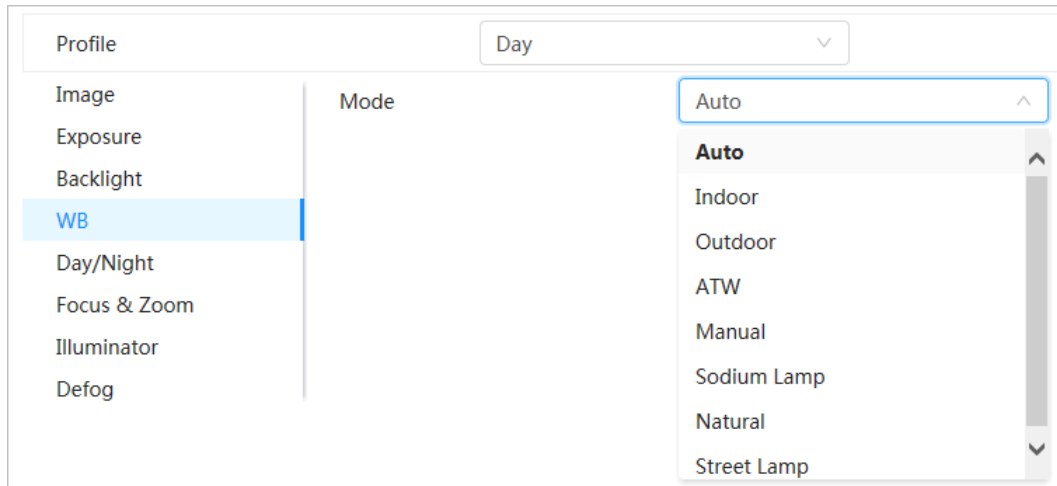 Profile
Day
Image
Exposure
Backlight
WB
Day/Night
Focus & Zoom
Illuminator
Defog
Mode
Auto
Auto
Indoor
Outdoor
ATW
Manual
Sodium Lamp
Natural
Street Lamp